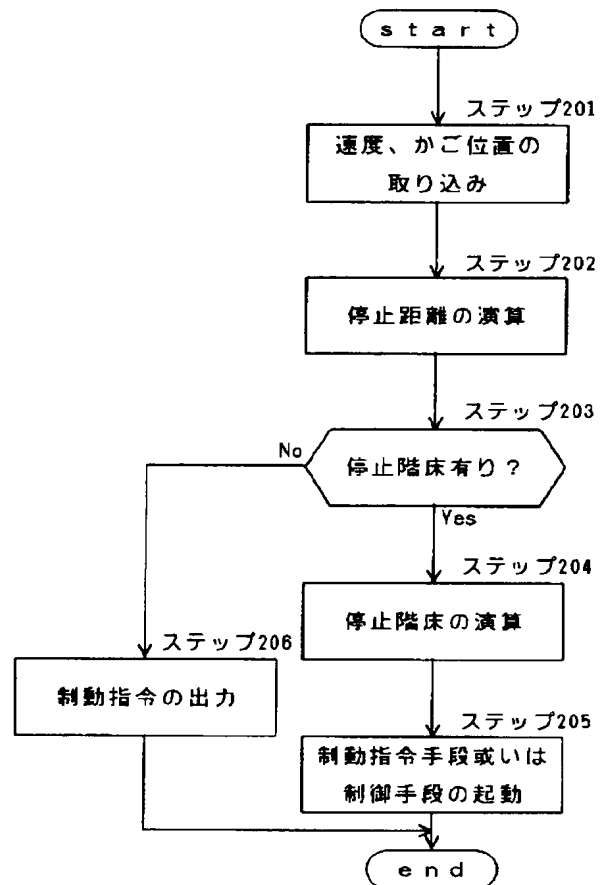 start
ステップ201
速度、かご位置の
取り込み
ステップ202
停止距離の演算
ステップ203
停止階床有り?
No
Yes
ステップ204
停止階床の演算
ステップ206
制動指令の出力
ステップ205
制動指令手段或いは
制御手段の起動
end